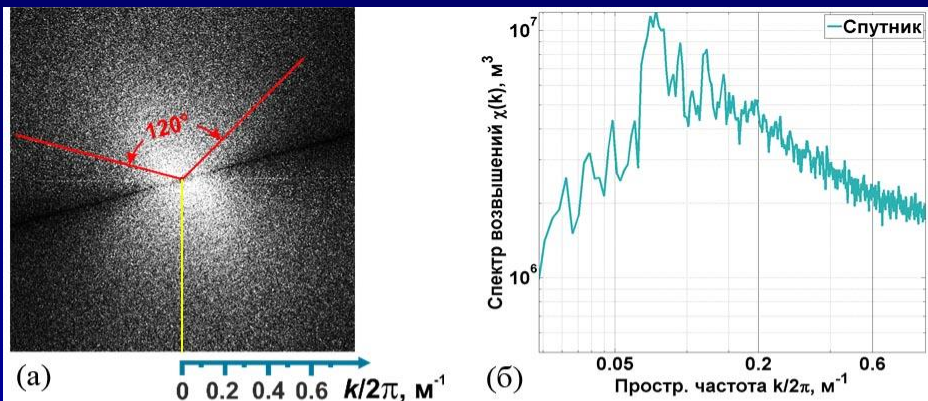 120°
(а)
0 0.2 0.4 0.6 k/2π, м⁻¹
Спектр возвышений χ(k), м³
10⁷
10⁶
Спутник
0.05 0.2 0.6
(б) Простр. частота k/2π, м⁻¹